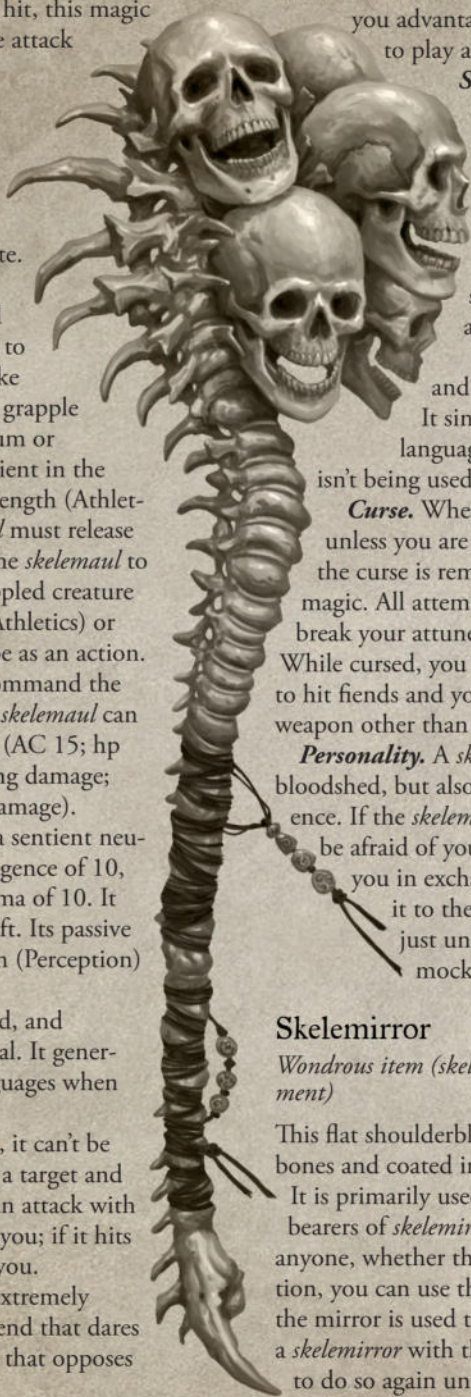 hit, this magic
e attack
te.
l
to
ke
grapple
um or
ient in the
ength (Athlet-
l must release
he skelemaul to
pled creature
Athletics) or
e as an action.
ommand the
skelemaul can
(AC 15; hp
ng damage;
amage).
a sentient neu-
gence of 10,
ma of 10. It
ft. Its passive
n (Perception)
d, and
al. It gener-
uages when
, it can't be
a target and
n attack with
you; if it hits
you.
xtremely
end that dares
that opposes
you advanta
to play a
S
a
and
It sin
languag
isn't being used
Curse. Whe
unless you are
the curse is rem
magic. All attem
break your attune
While cursed, you
to hit fiends and yo
weapon other than
Personality. A sk
bloodshed, but also
ence. If the skelem
be afraid of you
you in exch
it to the
just un
mock
Skelemirror
Wondrous item (skel
ment)
This flat shoulderbl
bones and coated in
It is primarily use
bearers of skelemir
anyone, whether th
tion, you can use th
the mirror is used t
a skelemirror with th
to do so again un